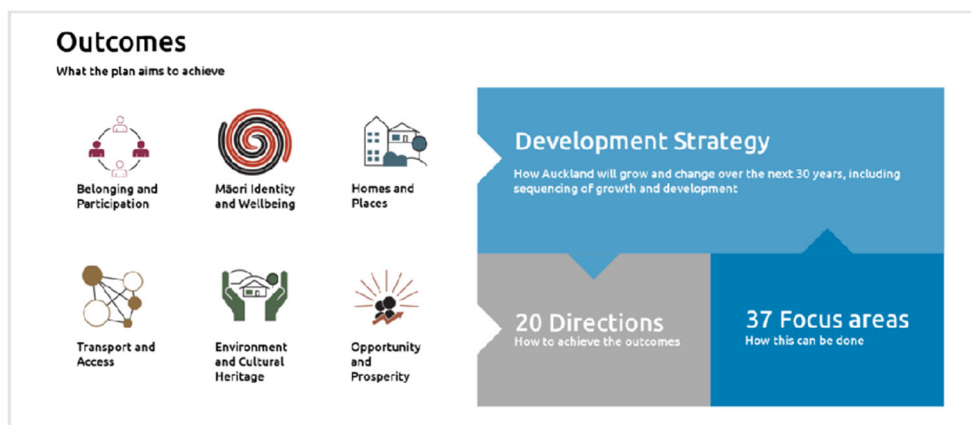 Outcomes
What the plan aims to achieve
Belonging and
Participation
Māori Identity
and Wellbeing
Homes and
Places
Transport and
Access
Environment
and Cultural
Heritage
Opportunity
and
Prosperity
Development Strategy
How Auckland will grow and change over the next 30 years, including
sequencing of growth and development
20 Directions
How to achieve the outcomes
37 Focus areas
How this can be done